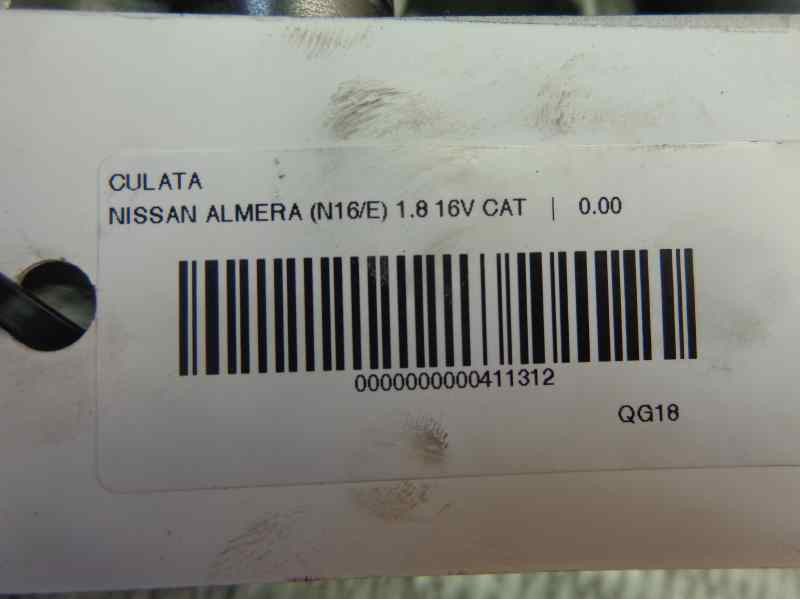 CULATA
NISSAN ALMERA (N16/E) 1.8 16V CAT | 0.00
0000000000411312
QG18